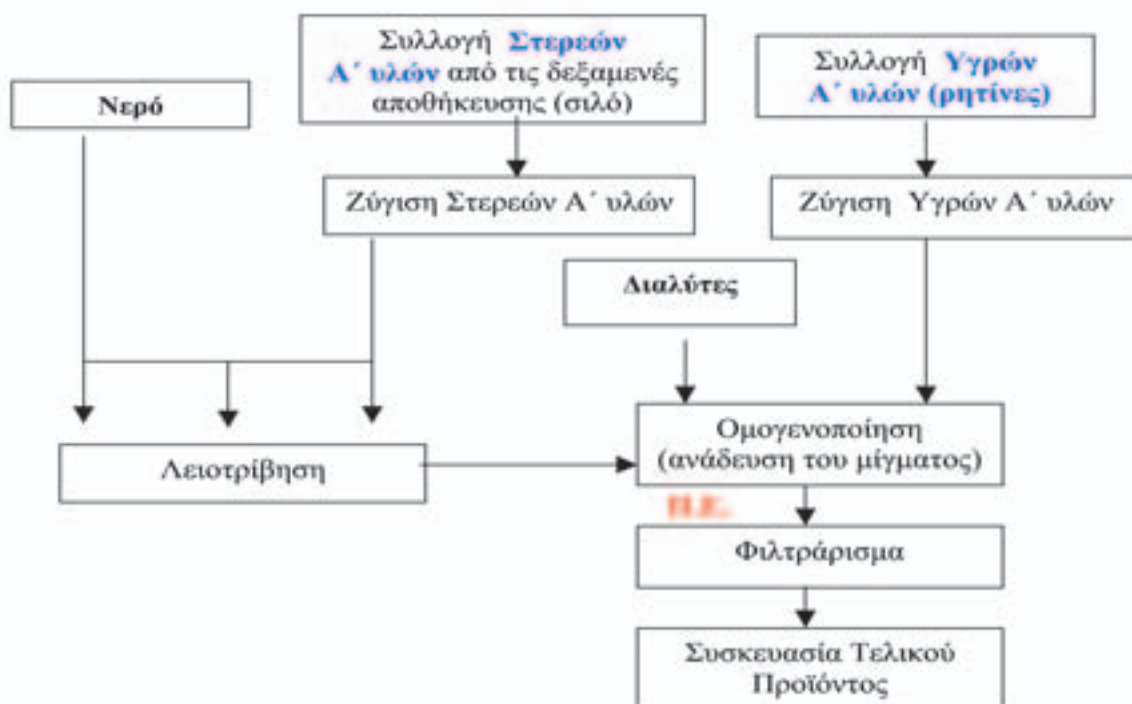 Συλλογή Στερεών
Α΄ υλών από τις δεξαμενές
αποθήκευσης (σιλό)
Συλλογή Υγρών
Α΄ υλών (ρητίνες)
Νερό
Ζύγιση Στερεών Α΄ υλών
Ζύγιση Υγρών Α΄ υλών
Διαλύτες
Ομογενοποίηση
(ανάδευση του μίγματος)
Λειοτρίβηση
Π.Ε.
Φιλτράρισμα
Συσκευασία Τελικού
Προϊόντος